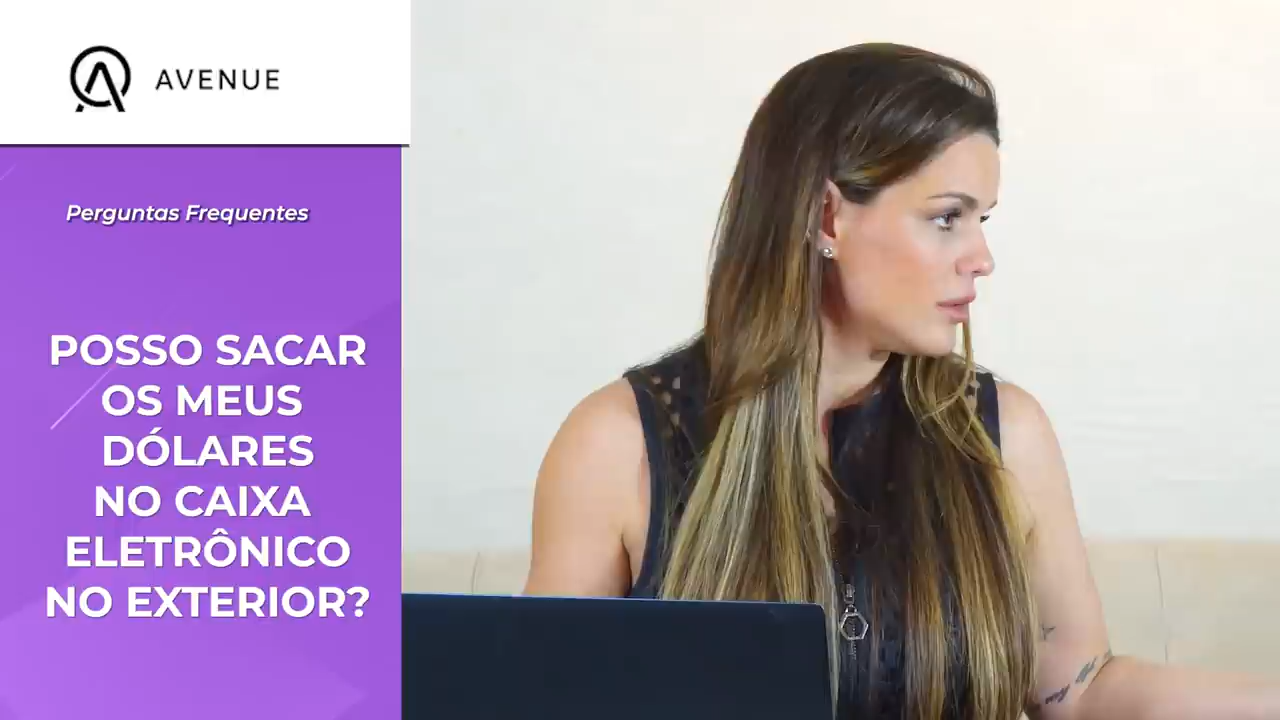 AVENUE
Perguntas Frequentes
POSSO SACAR
OS MEUS
DÓLARES
NO CAIXA
ELETRÔNICO
NO EXTERIOR?